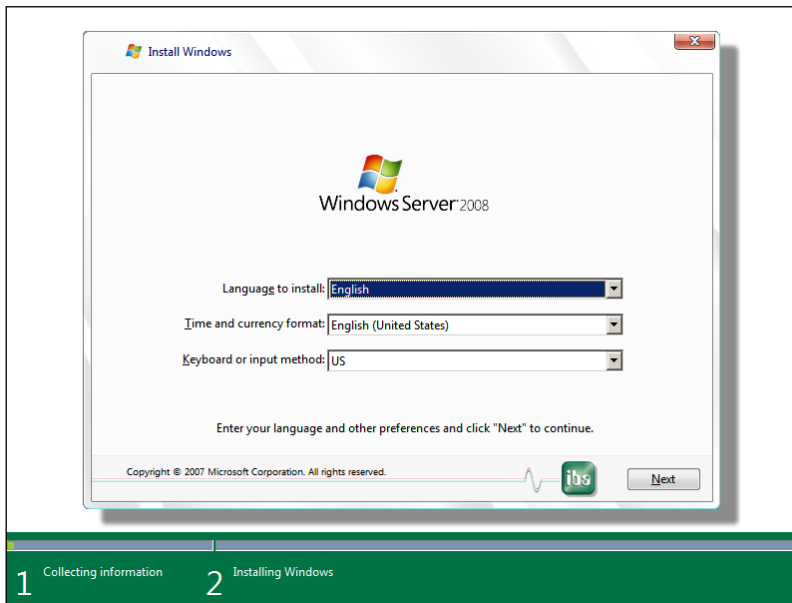 Install Windows
Windows Server 2008
Language to install: English
Time and currency format: English (United States)
Keyboard or input method: US
Enter your language and other preferences and click "Next" to continue.
Copyright © 2007 Microsoft Corporation. All rights reserved.
iba
Next
1 Collecting information 2 Installing Windows